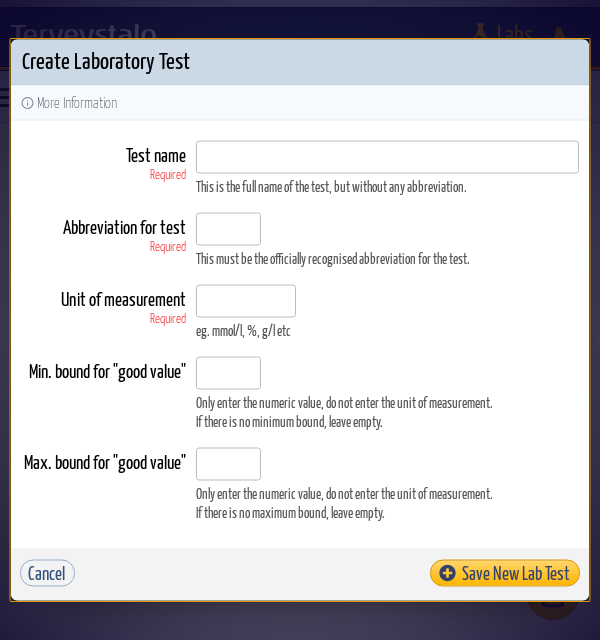 Terveystalo
Labs
Create Laboratory Test
More Information
Test name
Required
This is the full name of the test, but without any abbreviation.
Abbreviation for test
Required
This must be the officially recognised abbreviation for the test.
Unit of measurement
Required
eg. mmol/l, %, g/l etc
Min. bound for "good value"
Only enter the numeric value, do not enter the unit of measurement.
If there is no minimum bound, leave empty.
Max. bound for "good value"
Only enter the numeric value, do not enter the unit of measurement.
If there is no maximum bound, leave empty.
Cancel
Save New Lab Test